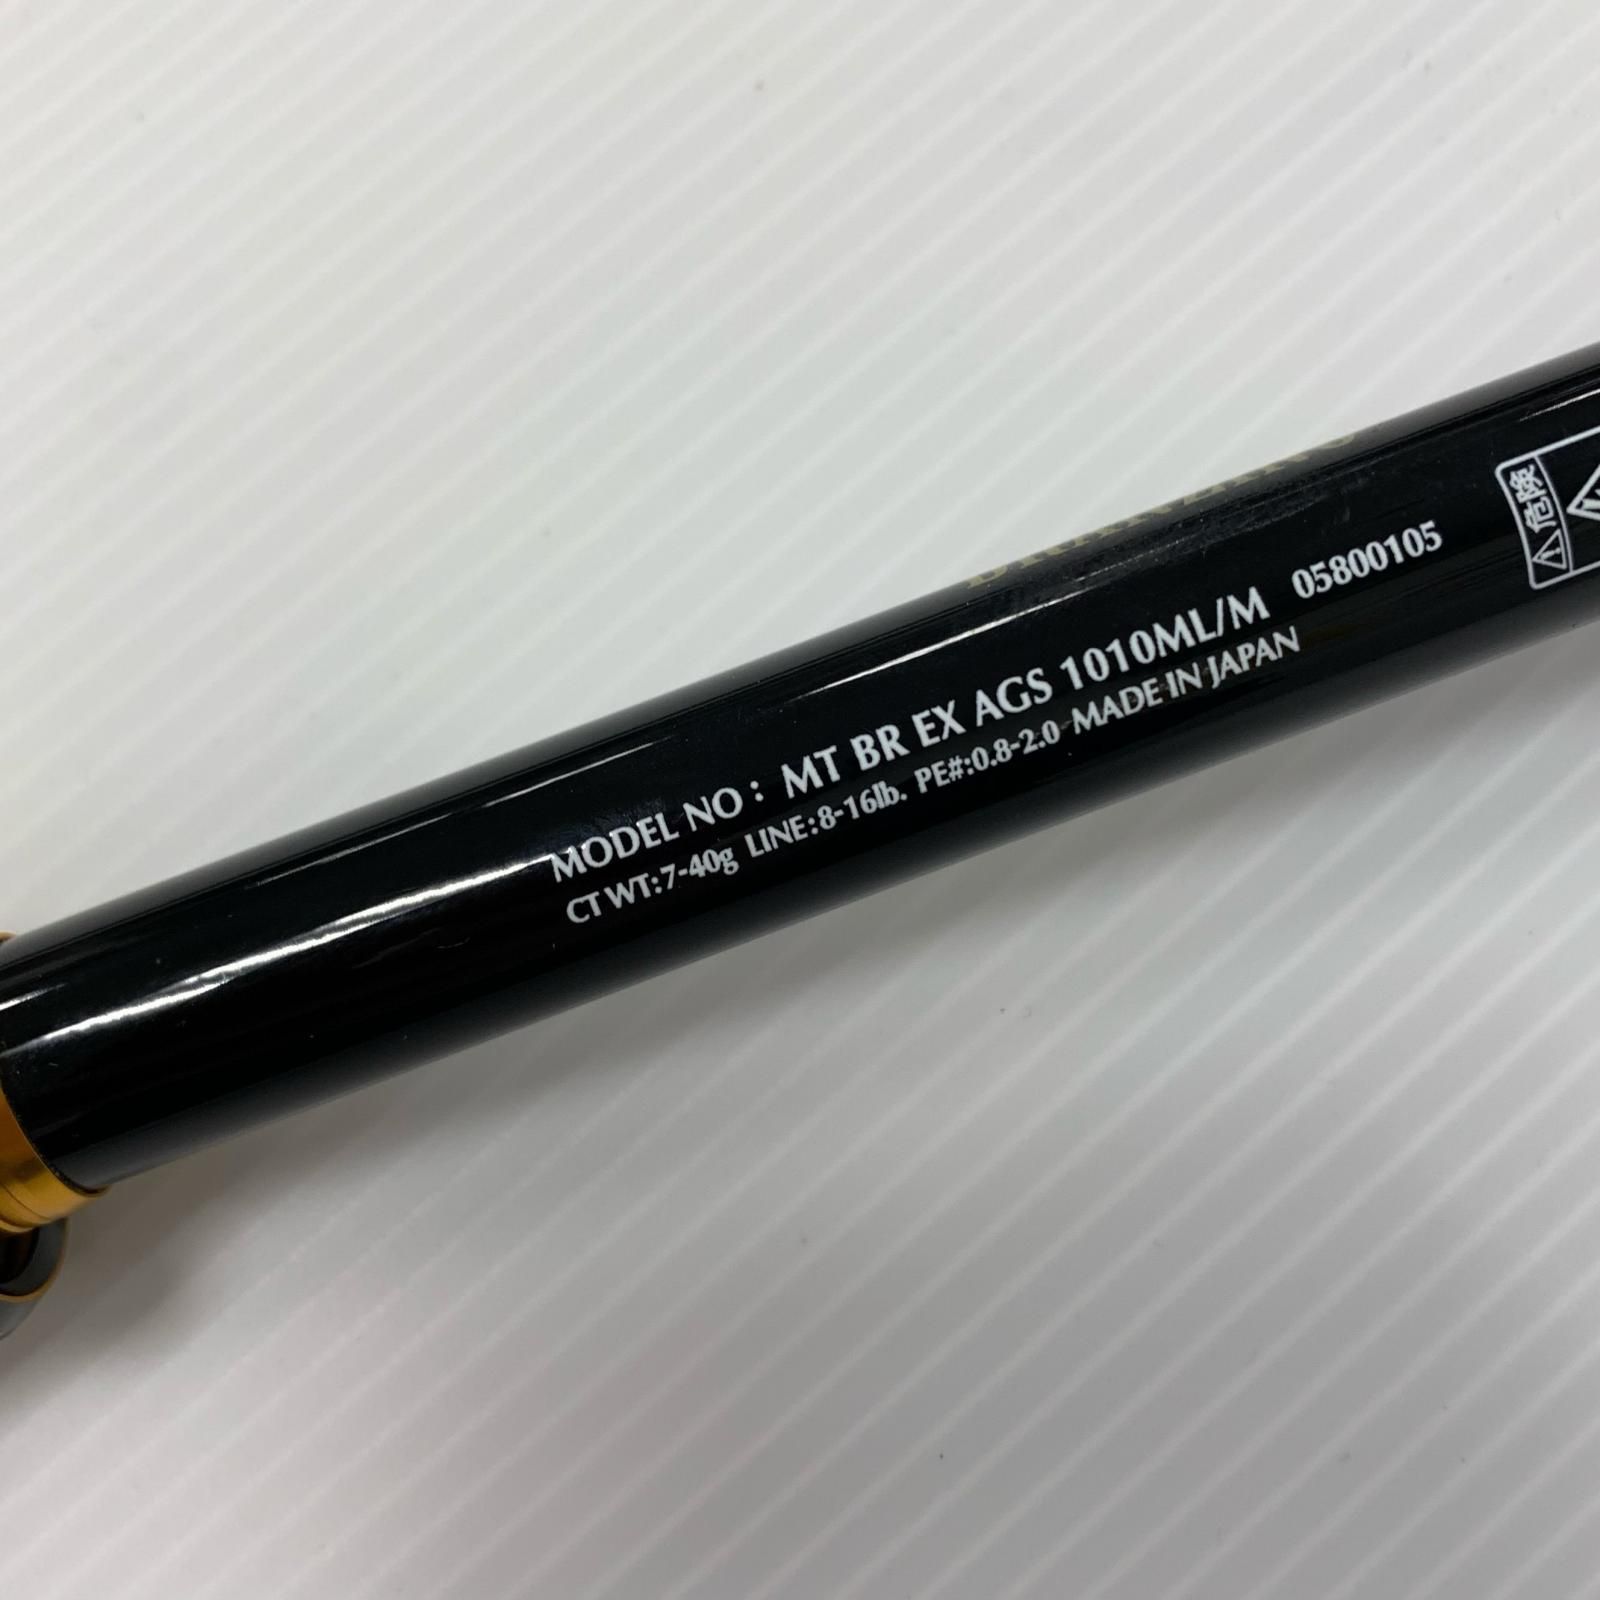 MODEL NO : MT BR EX AGS 1010ML/M 05800105
CT WT:7-40g LINE:8-16lb. PE#:0.8-2.0 MADE IN JAPAN
危険